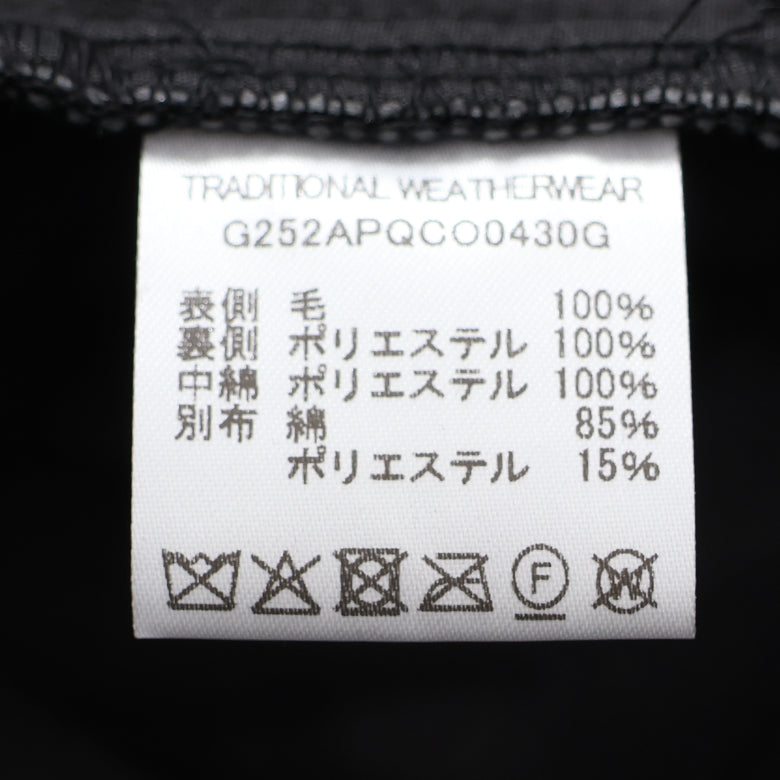 TRADITIONAL WEATHERWEAR
G252APQCO0430G
表側 毛 100%
裏側 ポリエステル 100%
中綿 ポリエステル 100%
別布 綿 85%
ポリエステル 15%
F W